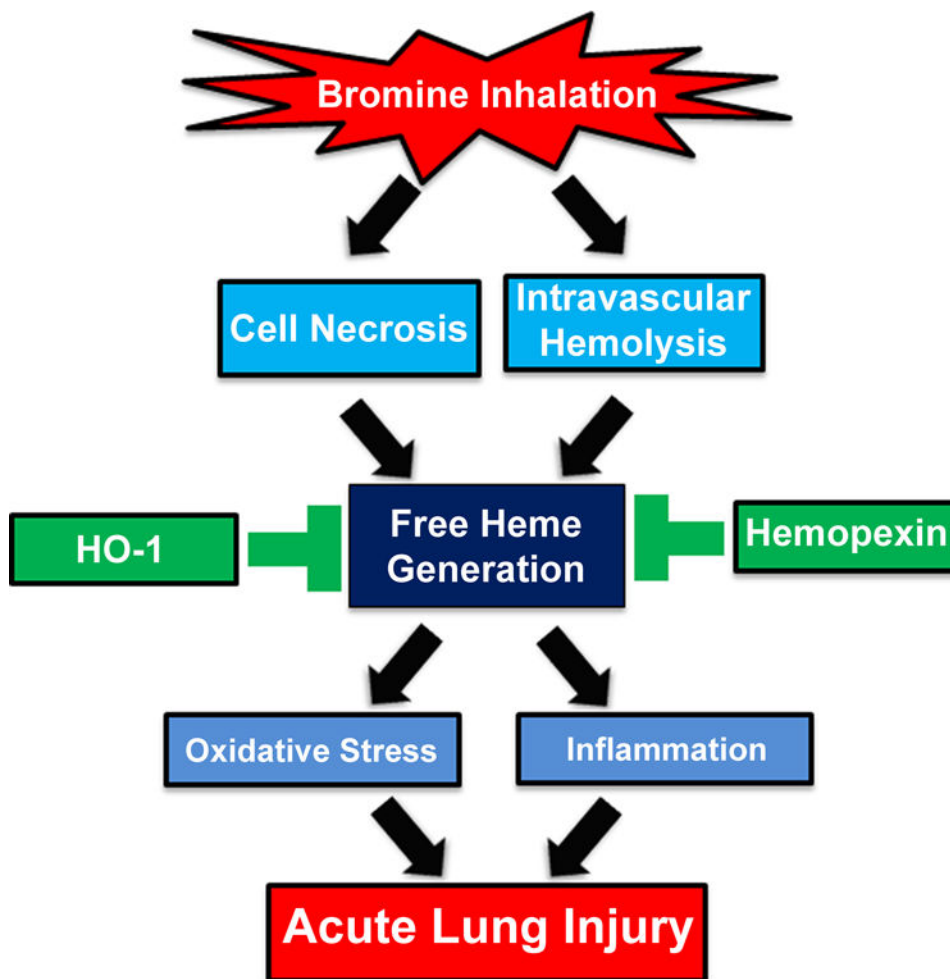 Bromine Inhalation
Cell Necrosis
Intravascular
Hemolysis
HO-1
Free Heme
Generation
Hemopexin
Oxidative Stress
Inflammation
Acute Lung Injury